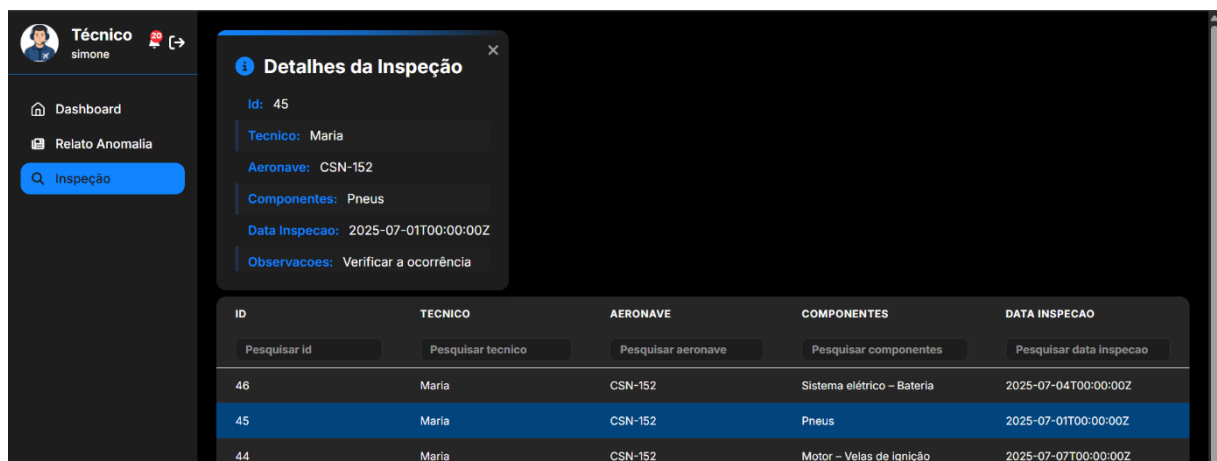 Técnico
simone
20
Dashboard
Relato Anomalia
Inspeção
Detalhes da Inspeção
Id: 45
Tecnico: Maria
Aeronave: CSN-152
Componentes: Pneus
Data Inspecao: 2025-07-01T00:00:00Z
Observacoes: Verificar a ocorrência
ID TECNICO AERONAVE COMPONENTES DATA INSPECAO
Pesquisar id Pesquisar tecnico Pesquisar aeronave Pesquisar componentes Pesquisar data inspecao
46 Maria CSN-152 Sistema elétrico – Bateria 2025-07-04T00:00:00Z
45 Maria CSN-152 Pneus 2025-07-01T00:00:00Z
44 Maria CSN-152 Motor – Velas de ignição 2025-07-07T00:00:00Z